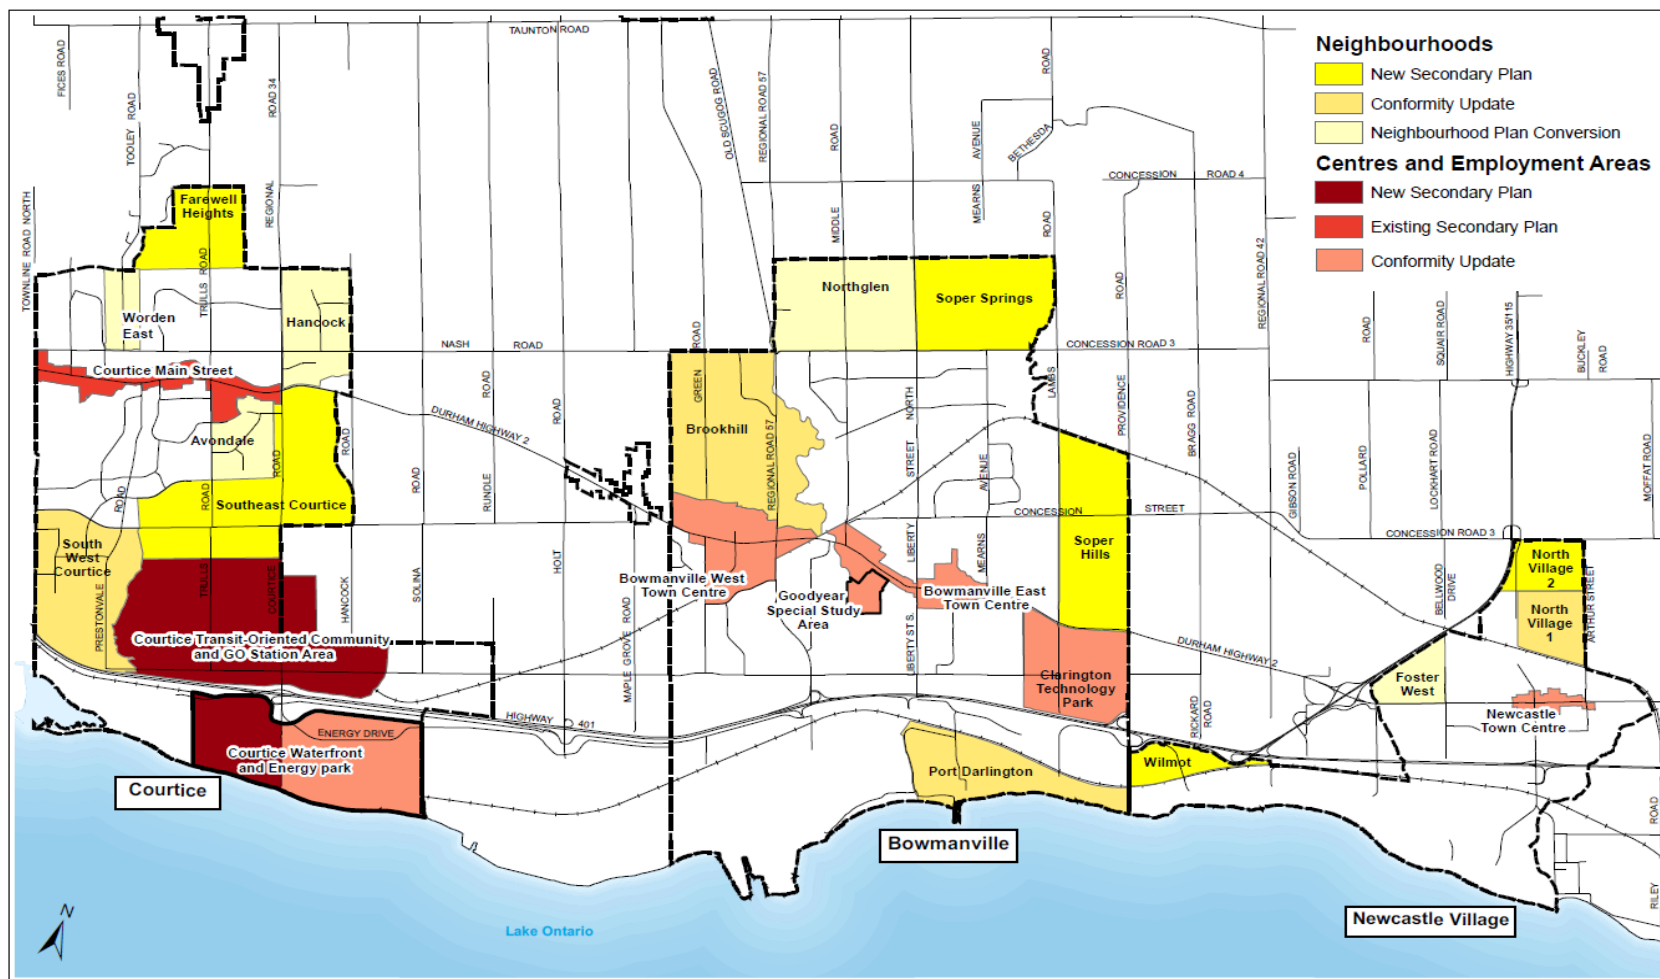 TAUNTON ROAD
FICES ROAD
TOOLEY ROAD
ROAD 34
REGIONAL
OLD SCUGOG ROAD
REGIONAL ROAD 57
MIDDLE ROAD
MEARNS AVENUE
BETHESDA
ROAD
CONCESSION ROAD 4
Neighbourhoods
New Secondary Plan
Conformity Update
Neighbourhood Plan Conversion
Centres and Employment Areas
New Secondary Plan
Existing Secondary Plan
Conformity Update
TOWNLINE ROAD NORTH
Farewell
Heights
TRULLS ROAD
Worden
East
Hancock
NASH ROAD
Northglen
Soper Springs
ROAD
ROAD
REGIONAL ROAD 42
CONCESSION ROAD 3
Courtice Main Street
Avondale
DURHAM HIGHWAY 2
GREEN ROAD
Brookhill
REGIONAL ROAD 57
LAMBS
PROVIDENCE
BRAGG ROAD
POLLARD ROAD
SQUAIR ROAD
HIGHWAY 35/115
BUCKLEY ROAD
GIBSON ROAD
LOCKHART ROAD
MOFFAT ROAD
Southeast Courtice
ROAD
ROAD
ROAD
ROAD
SOLINA ROAD
RUNDLE ROAD
HOLT ROAD
LIBERTY STREET NORTH
MEARNS AVENUE
CONCESSION STREET
CONCESSION ROAD 3
South
West
Courtice
PRESTONVALE
TRULLS
COURTICE
HANCOCK
Courtice Transit-Oriented Community
and GO Station Area
MAPLE GROVE ROAD
Bowmanville West
Town Centre
Goodyear
Special Study
Area
Bowmanville East
Town Centre
Soper
Hills
LIBERTY ST S.
North
Village
2
North
Village
1
BELLWOOD DRIVE
ARTHUR STREET
DURHAM HIGHWAY 2
Clarington
Technology
Park
Foster
West
Newcastle
Town Centre
RICKARD ROAD
HIGHWAY 401
ENERGY DRIVE
Courtice Waterfront
and Energy park
Port Darlington
Wilmot
Courtice
Bowmanville
Newcastle Village
RILEY ROAD
Lake Ontario
N